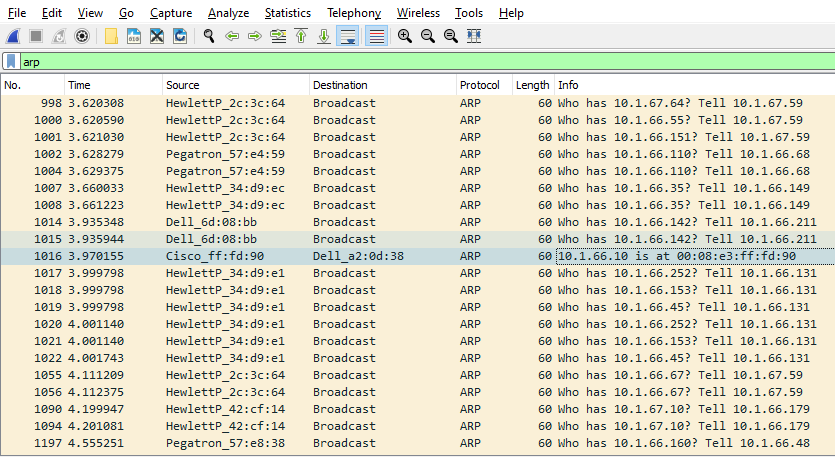 File Edit View Go Capture Analyze Statistics Telephony Wireless Tools Help
arp
No. Time Source Destination Protocol Length Info
998 3.620308 HewlettP_2c:3c:64 Broadcast ARP 60 Who has 10.1.67.64? Tell 10.1.67.59
1000 3.620590 HewlettP_2c:3c:64 Broadcast ARP 60 Who has 10.1.66.55? Tell 10.1.67.59
1001 3.621030 HewlettP_2c:3c:64 Broadcast ARP 60 Who has 10.1.66.151? Tell 10.1.67.59
1002 3.628279 Pegatron_57:e4:59 Broadcast ARP 60 Who has 10.1.66.110? Tell 10.1.66.68
1004 3.629375 Pegatron_57:e4:59 Broadcast ARP 60 Who has 10.1.66.110? Tell 10.1.66.68
1007 3.660033 HewlettP_34:d9:ec Broadcast ARP 60 Who has 10.1.66.35? Tell 10.1.66.149
1008 3.661223 HewlettP_34:d9:ec Broadcast ARP 60 Who has 10.1.66.35? Tell 10.1.66.149
1014 3.935348 Dell_6d:08:bb Broadcast ARP 60 Who has 10.1.66.142? Tell 10.1.66.211
1015 3.935944 Dell_6d:08:bb Broadcast ARP 60 Who has 10.1.66.142? Tell 10.1.66.211
1016 3.970155 Cisco_ff:fd:90 Dell_a2:0d:38 ARP 60 10.1.66.10 is at 00:08:e3:ff:fd:90
1017 3.999798 HewlettP_34:d9:e1 Broadcast ARP 60 Who has 10.1.66.252? Tell 10.1.66.131
1018 3.999798 HewlettP_34:d9:e1 Broadcast ARP 60 Who has 10.1.66.153? Tell 10.1.66.131
1019 3.999798 HewlettP_34:d9:e1 Broadcast ARP 60 Who has 10.1.66.45? Tell 10.1.66.131
1020 4.001140 HewlettP_34:d9:e1 Broadcast ARP 60 Who has 10.1.66.252? Tell 10.1.66.131
1021 4.001140 HewlettP_34:d9:e1 Broadcast ARP 60 Who has 10.1.66.153? Tell 10.1.66.131
1022 4.001743 HewlettP_34:d9:e1 Broadcast ARP 60 Who has 10.1.66.45? Tell 10.1.66.131
1055 4.111209 HewlettP_2c:3c:64 Broadcast ARP 60 Who has 10.1.66.67? Tell 10.1.67.59
1056 4.112375 HewlettP_2c:3c:64 Broadcast ARP 60 Who has 10.1.66.67? Tell 10.1.67.59
1090 4.199947 HewlettP_42:cf:14 Broadcast ARP 60 Who has 10.1.67.10? Tell 10.1.66.179
1094 4.201081 HewlettP_42:cf:14 Broadcast ARP 60 Who has 10.1.67.10? Tell 10.1.66.179
1197 4.555251 Pegatron_57:e8:38 Broadcast ARP 60 Who has 10.1.66.160? Tell 10.1.66.48